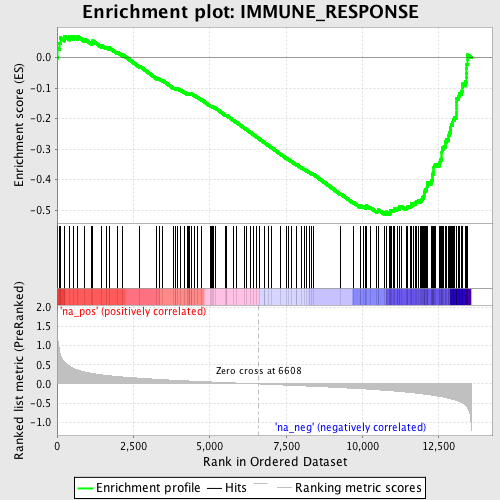 Enrichment plot: IMMUNE_RESPONSE
Enrichment score (ES)
0.0
-0.1
-0.2
-0.3
-0.4
-0.5
'na_pos' (positively correlated)
Ranked list metric (PreRanked)
2.0
1.5
1.0
0.5
0.0
-0.5
-1.0
Zero cross at 6608
'na_neg' (negatively correlated)
0 2,500 5,000 7,500 10,000 12,500
Rank in Ordered Dataset
Enrichment profile Hits Ranking metric scores